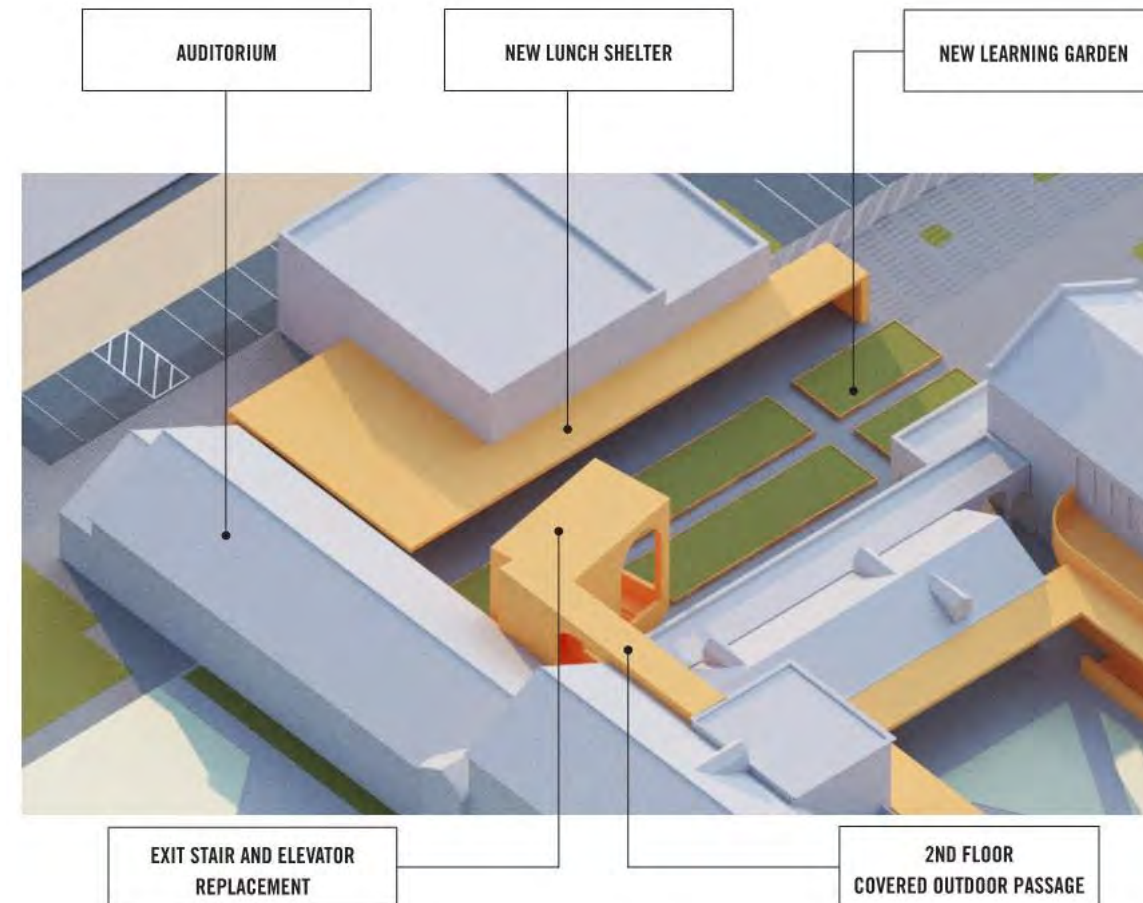 AUDITORIUM
NEW LUNCH SHELTER
NEW LEARNING GARDEN
EXIT STAIR AND ELEVATOR
REPLACEMENT
2ND FLOOR
COVERED OUTDOOR PASSAGE